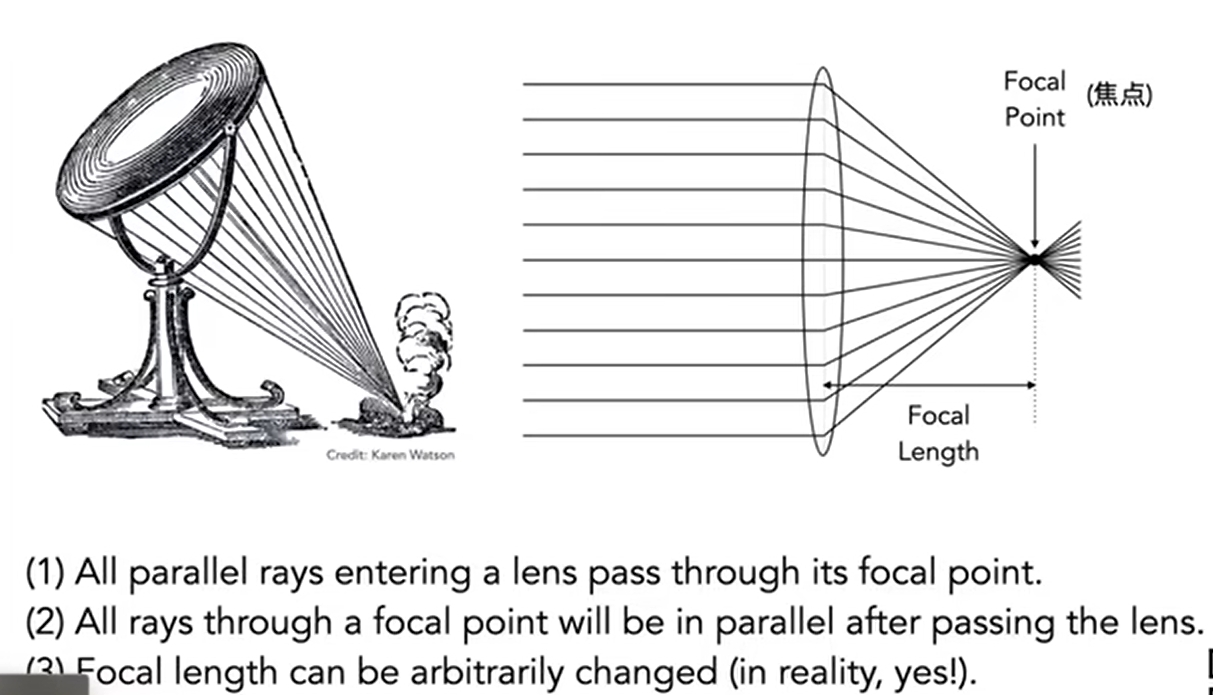 Focal
Point
(焦点)
Credit: Karen Watson
Focal
Length
(1) All parallel rays entering a lens pass through its focal point.
(2) All rays through a focal point will be in parallel after passing the lens.
(3) Focal length can be arbitrarily changed (in reality, yes!).